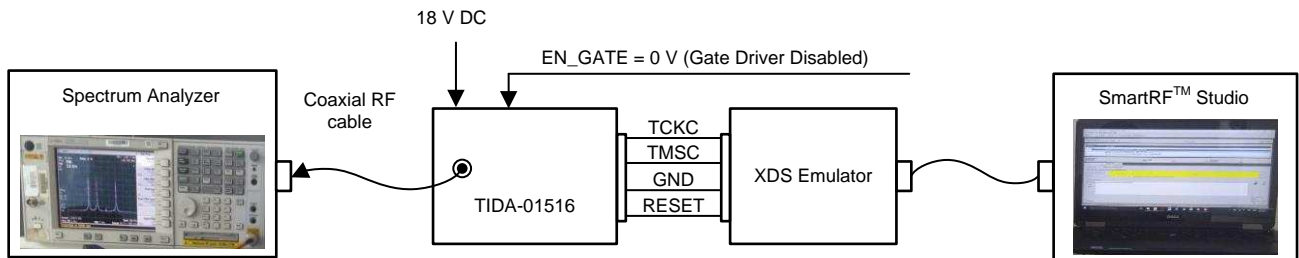 18 V DC
EN_GATE = 0 V (Gate Driver Disabled)
Spectrum Analyzer
Coaxial RF
cable
TIDA-01516
TCKC
TMSC
GND
RESET
XDS Emulator
SmartRF™ Studio
DELL